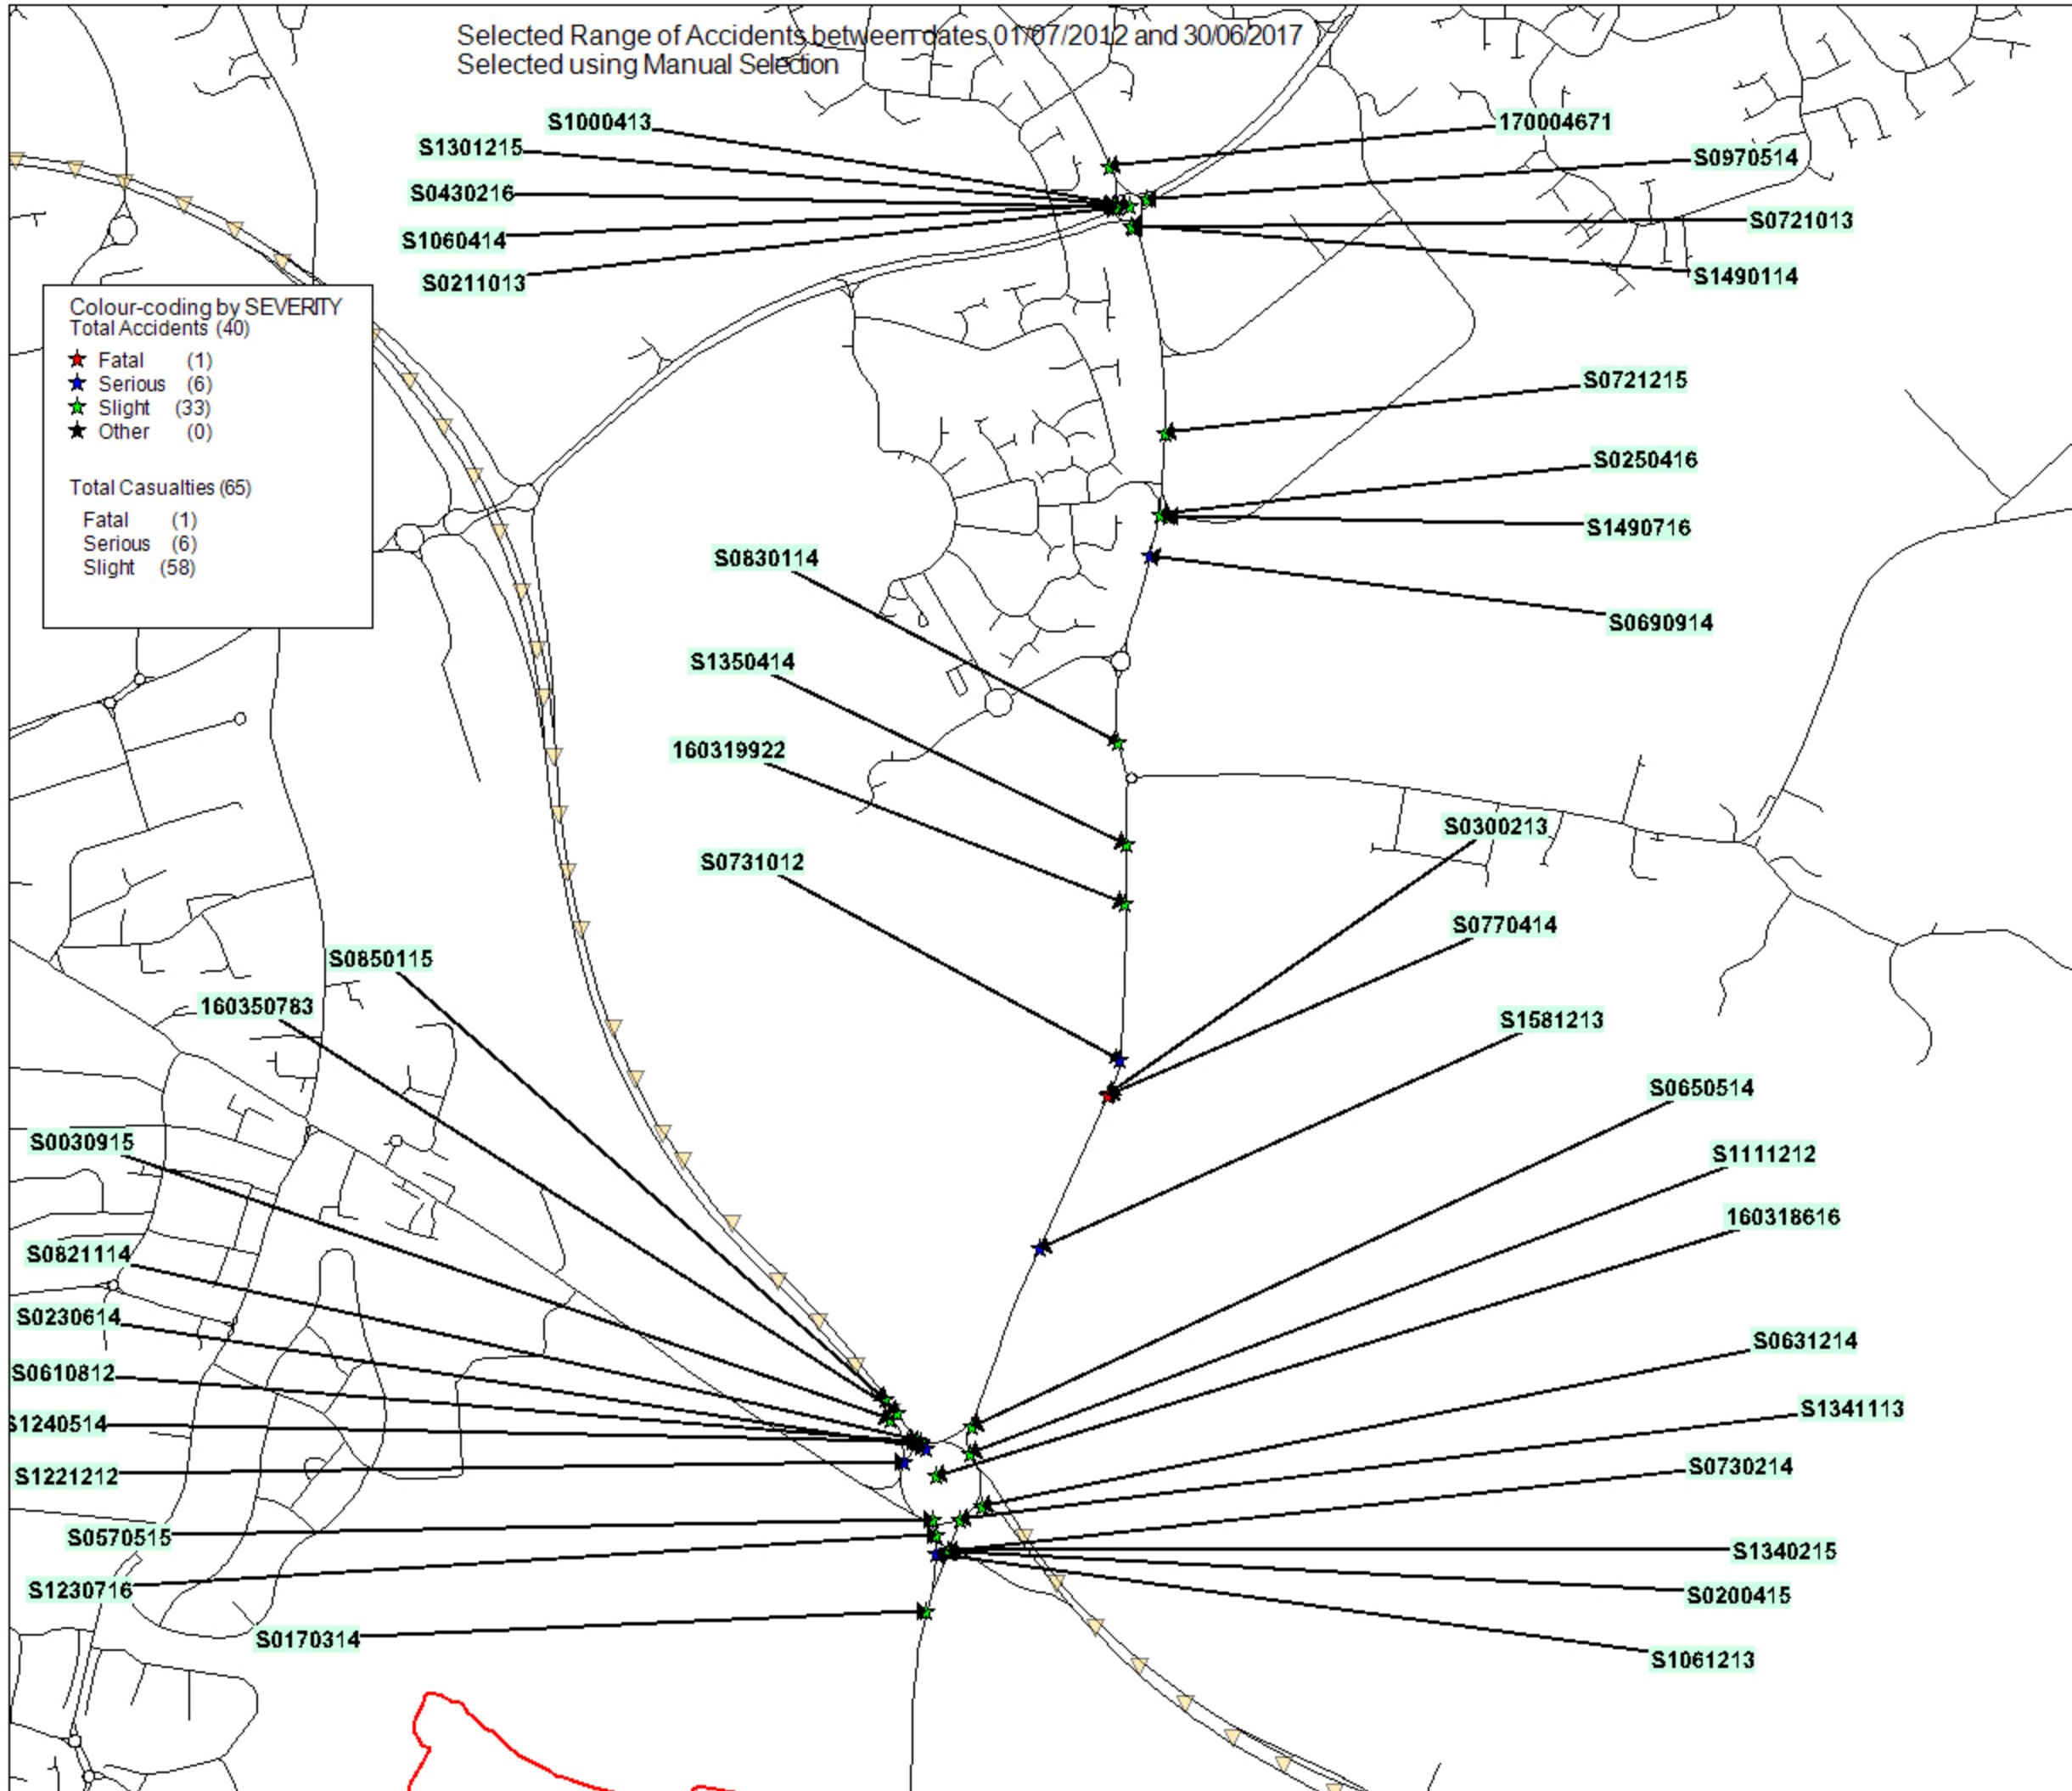 Selected Range of Accidents between dates 01/07/2012 and 30/06/2017
Selected using Manual Selection
S1000413
170004671
S1301215
S0970514
S0430216
S0721013
S1060414
S0211013
S1490114
Colour-coding by SEVERITY
Total Accidents (40)
Fatal (1)
Serious (6)
Slight (33)
Other (0)
Total Casualties (65)
Fatal (1)
Serious (6)
Slight (58)
S0721215
S0250416
S1490716
S0830114
S0690914
S1350414
160319922
S0300213
S0731012
S0770414
S0850115
160350783
S1581213
S0650514
S0030915
S1111212
160318616
S0821114
S0230614
S0631214
S0610812
S1341113
S1240514
S0730214
S1221212
S0570515
S1340215
S1230716
S0200415
S0170314
S1061213